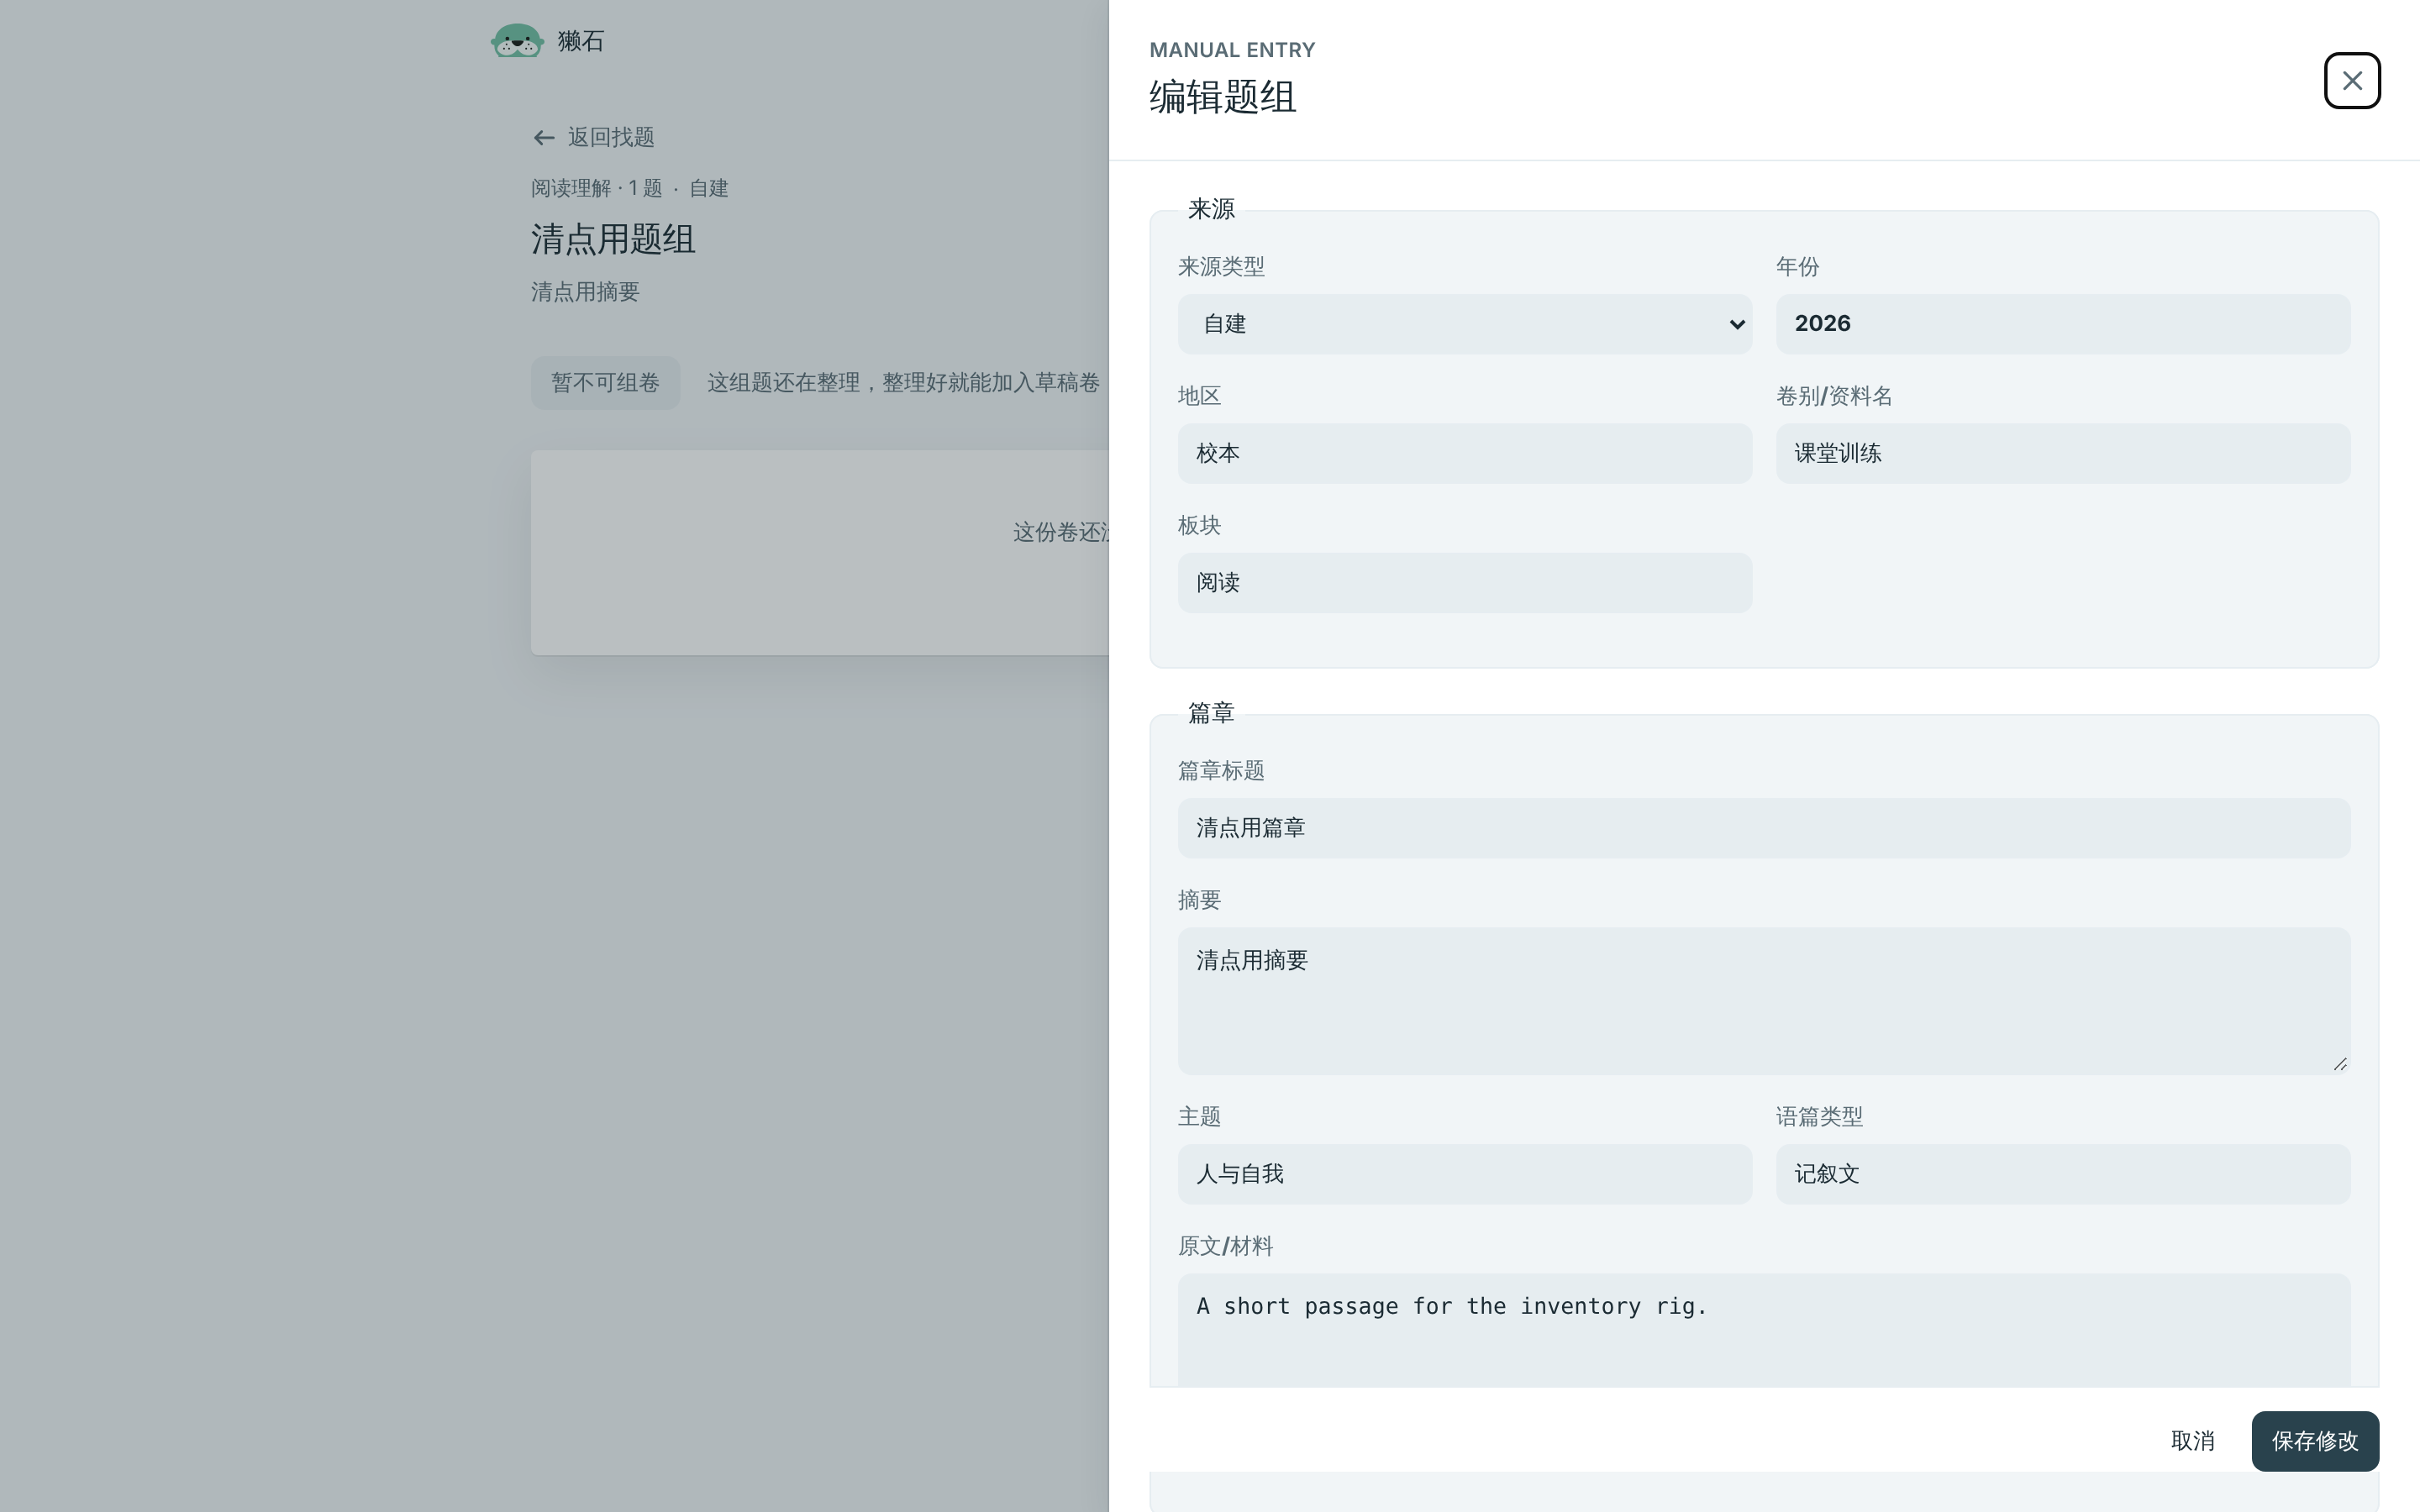 獭石
返回找题
阅读理解 · 1 题 · 自建
清点用题组
清点用摘要
暂不可组卷
这组题还在整理，整理好就能加入草稿卷
这份卷还
MANUAL ENTRY
编辑题组
来源
来源类型
年份
自建
2026
地区
卷别/资料名
校本
课堂训练
板块
阅读
篇章
篇章标题
清点用篇章
摘要
清点用摘要
主题
语篇类型
人与自我
记叙文
原文/材料
A short passage for the inventory rig.
取消
保存修改